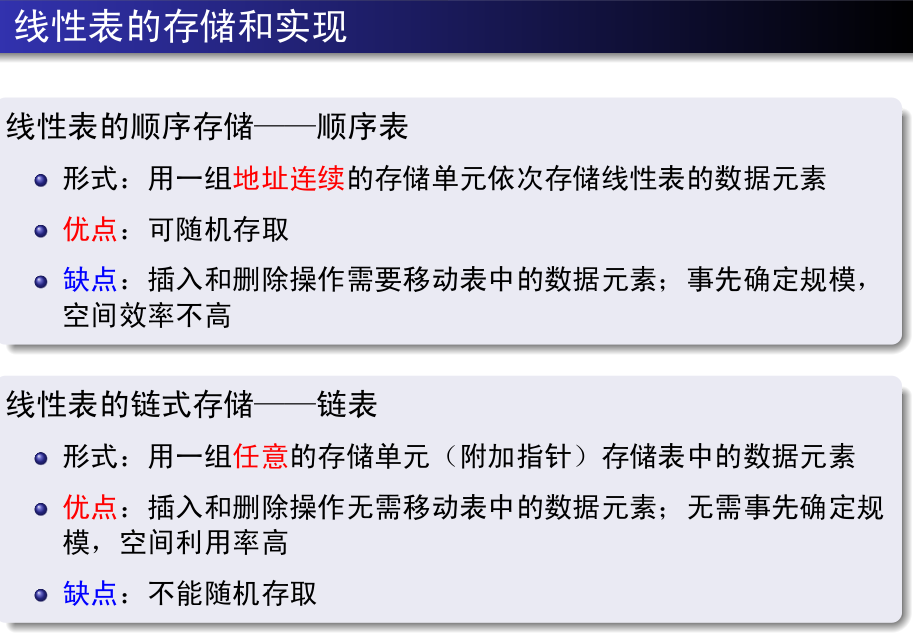 线性表的存储和实现
线性表的顺序存储——顺序表
形式：用一组地址连续的存储单元依次存储线性表的数据元素
优点：可随机存取
缺点：插入和删除操作需要移动表中的数据元素；事先确定规模，
空间效率不高
线性表的链式存储——链表
形式：用一组任意的存储单元（附加指针）存储表中的数据元素
优点：插入和删除操作无需移动表中的数据元素；无需事先确定规
模，空间利用率高
缺点：不能随机存取